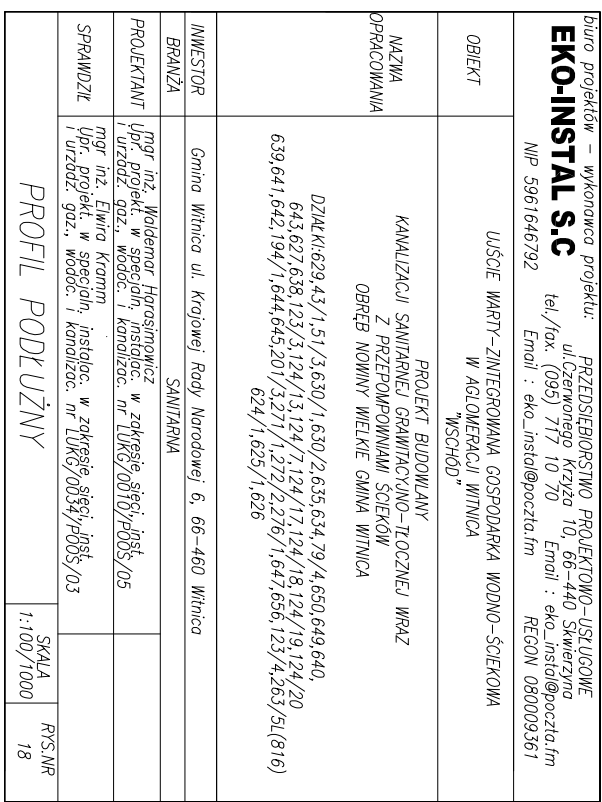 biuro projektów – wykonawca projektu:
EKO-INSTAL S.C
NIP 5961646792
PRZEDSIĘBIORSTWO PROJEKTOWO-USŁUGOWE
ul.Czerwonego Krzyża 10, 66-440 Skwierzyna
tel./fax. (095) 717 10 70 Email : eko_instal@poczta.fm
Email : eko_instal@poczta.fm REGON 080009361
OBIEKT
UJŚCIE WARTY-ZINTEGROWANA GOSPODARKA WODNO-ŚCIEKOWA
W AGLOMERACJI WITNICA
"WSCHÓD"
NAZWA
OPRACOWANIA
PROJEKT BUDOWLANY
KANALIZACJI SANITARNEJ GRAWITACYJNO-TŁOCZNEJ WRAZ
Z PRZEPOMPOWNIAMI ŚCIEKÓW
OBRĘB NOWINY WIELKIE GMINA WITNICA
DZIAŁKI:629,43/1,51/3,630/1,630/2,635,634,79/4,650,649,640,
643,627,638,123/3,124/13,124/7,124/17,124/18,124/19,124/20
639,641,642,194/1,644,645,201/3,271/1,272/2,276/1,647,656,123/4,263/5L(816)
624/1,625/1,626
INWESTOR
Gmina Witnica ul. Krajowej Rady Narodowej 6, 66-460 Witnica
BRANŻA
SANITARNA
PROJEKTANT
mgr inż. Waldemar Harasimowicz
Upr. projekt. w specjaln. instalac. w zakresie sieci, inst.
i urządz. gaz., wodoc. i kanalizac. nr LUKG/0010/POOS/05
SPRAWDZIŁ
mgr inż. Elwira Kramm
Upr. projekt. w specjaln. instalac. w zakresie sieci, inst.
i urządz. gaz., wodoc. i kanalizac. nr LUKG/0034/POOS/03
PROFIL PODŁUŻNY
SKALA
1:100/1000
RYS.NR
18